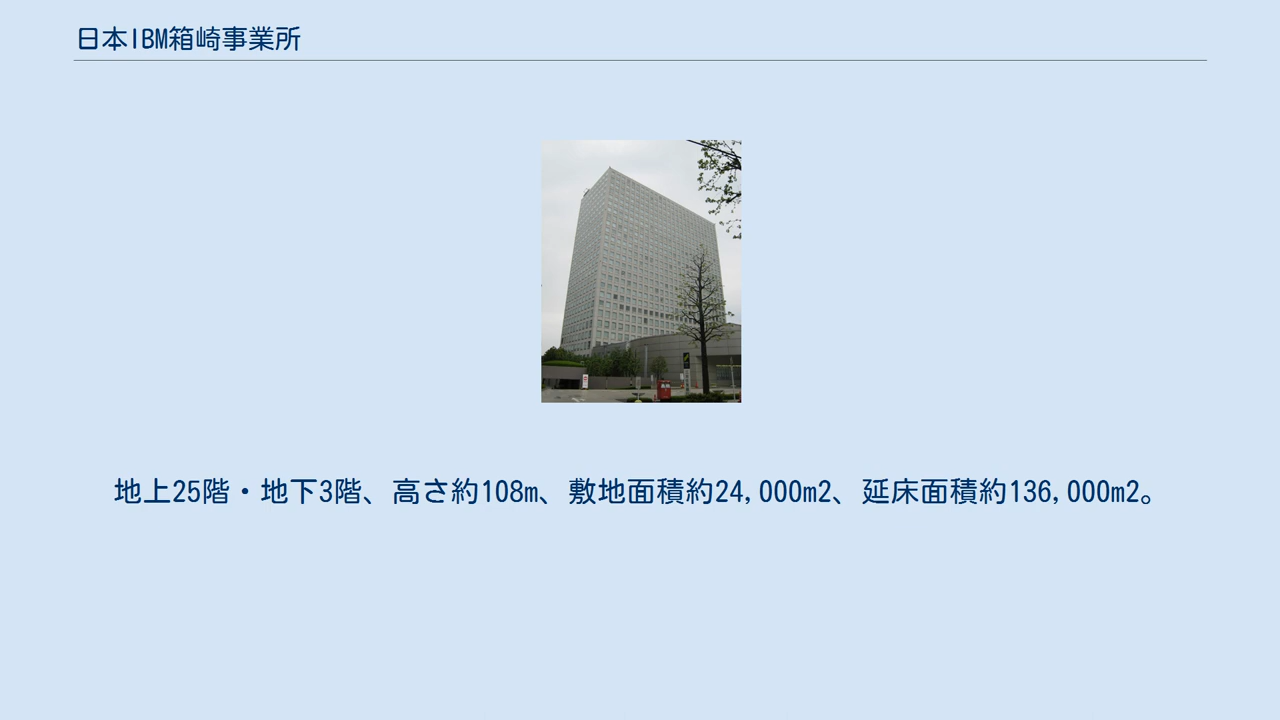 日本IBM箱崎事業所
地上25階・地下3階、高さ約108m、敷地面積約24,000m2、延床面積約136,000m2。